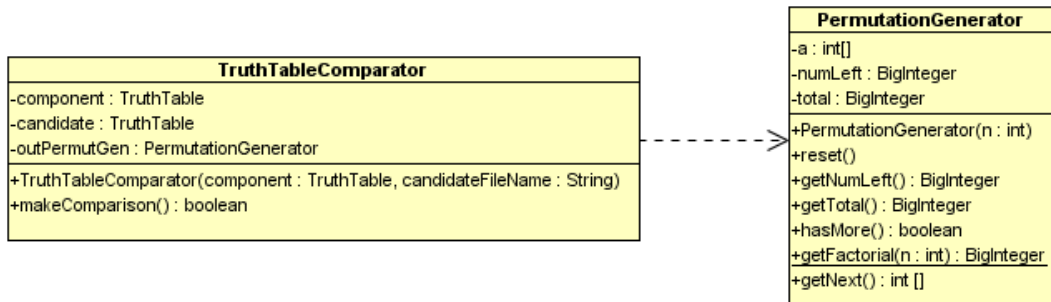 TruthTableComparator
-component : TruthTable
-candidate : TruthTable
-outPermutGen : PermutationGenerator
+TruthTableComparator(component : TruthTable, candidateFileName : String)
+makeComparison() : boolean
PermutationGenerator
-a : int[]
-numLeft : BigInteger
-total : BigInteger
+PermutationGenerator(n : int)
+reset()
+getNumLeft() : BigInteger
+getTotal() : BigInteger
+hasMore() : boolean
+getFactorial(n : int) : BigInteger
+getNext() : int []